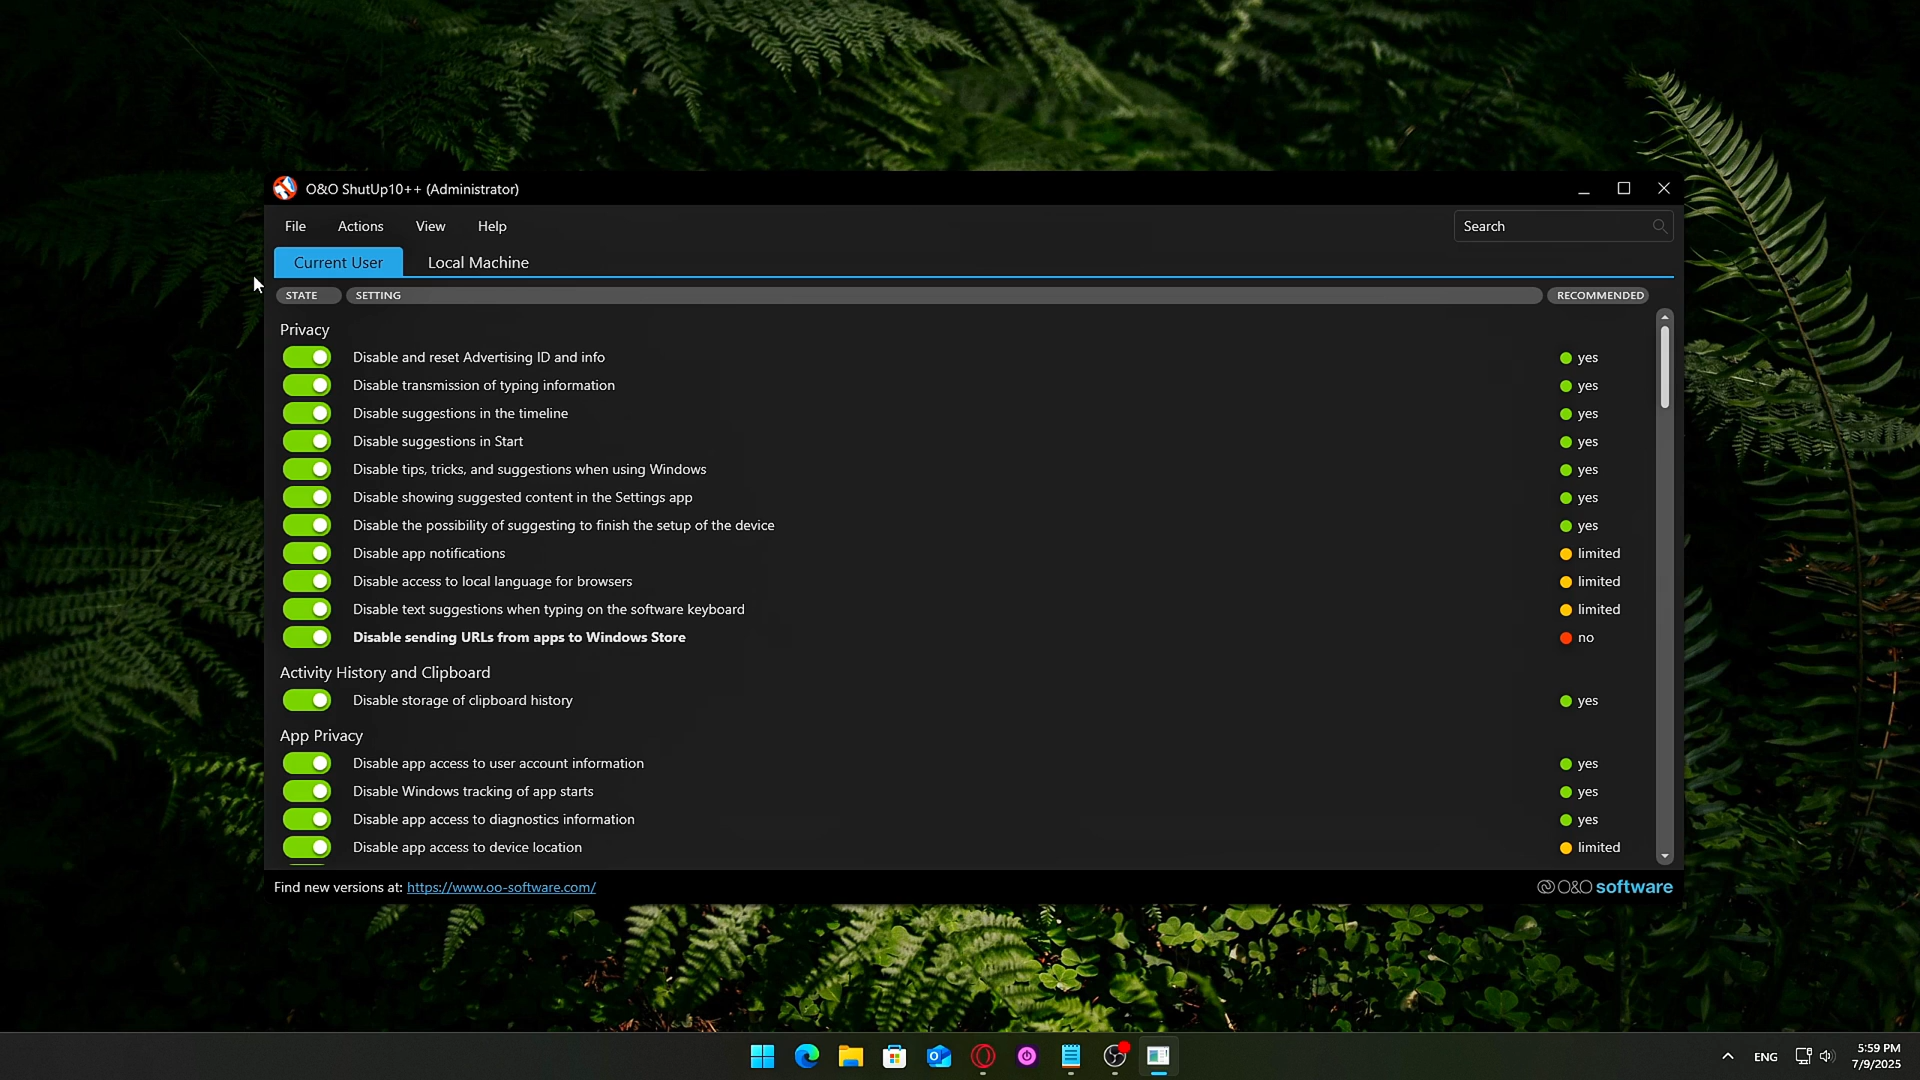 O&O ShutUp10++ (Administrator)
File Actions View Help
Search
Current User Local Machine
STATE SETTING RECOMMENDED
Privacy
Disable and reset Advertising ID and info yes
Disable transmission of typing information yes
Disable suggestions in the timeline yes
Disable suggestions in Start yes
Disable tips, tricks, and suggestions when using Windows yes
Disable showing suggested content in the Settings app yes
Disable the possibility of suggesting to finish the setup of the device yes
Disable app notifications limited
Disable access to local language for browsers limited
Disable text suggestions when typing on the software keyboard limited
Disable sending URLs from apps to Windows Store no
Activity History and Clipboard
Disable storage of clipboard history yes
App Privacy
Disable app access to user account information yes
Disable Windows tracking of app starts yes
Disable app access to diagnostics information yes
Disable app access to device location limited
Find new versions at: https://www.oo-software.com/ O&O software
ENG
5:59 PM
7/9/2025